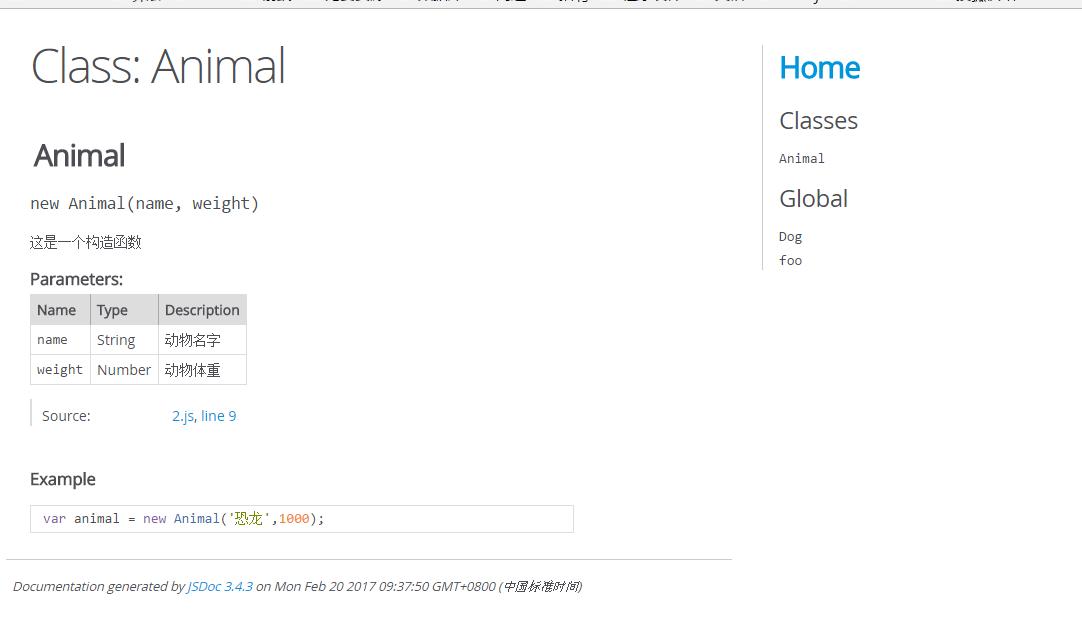 Class: Animal
Animal
new Animal(name, weight)
这是一个构造函数
Parameters:
Name Type Description
name String 动物名字
weight Number 动物体重
Source: 2.js, line 9
Example
var animal = new Animal('恐龙',1000);
Documentation generated by JSDoc 3.4.3 on Mon Feb 20 2017 09:37:50 GMT+0800 (中国标准时间)
Home
Classes
Animal
Global
Dog
foo